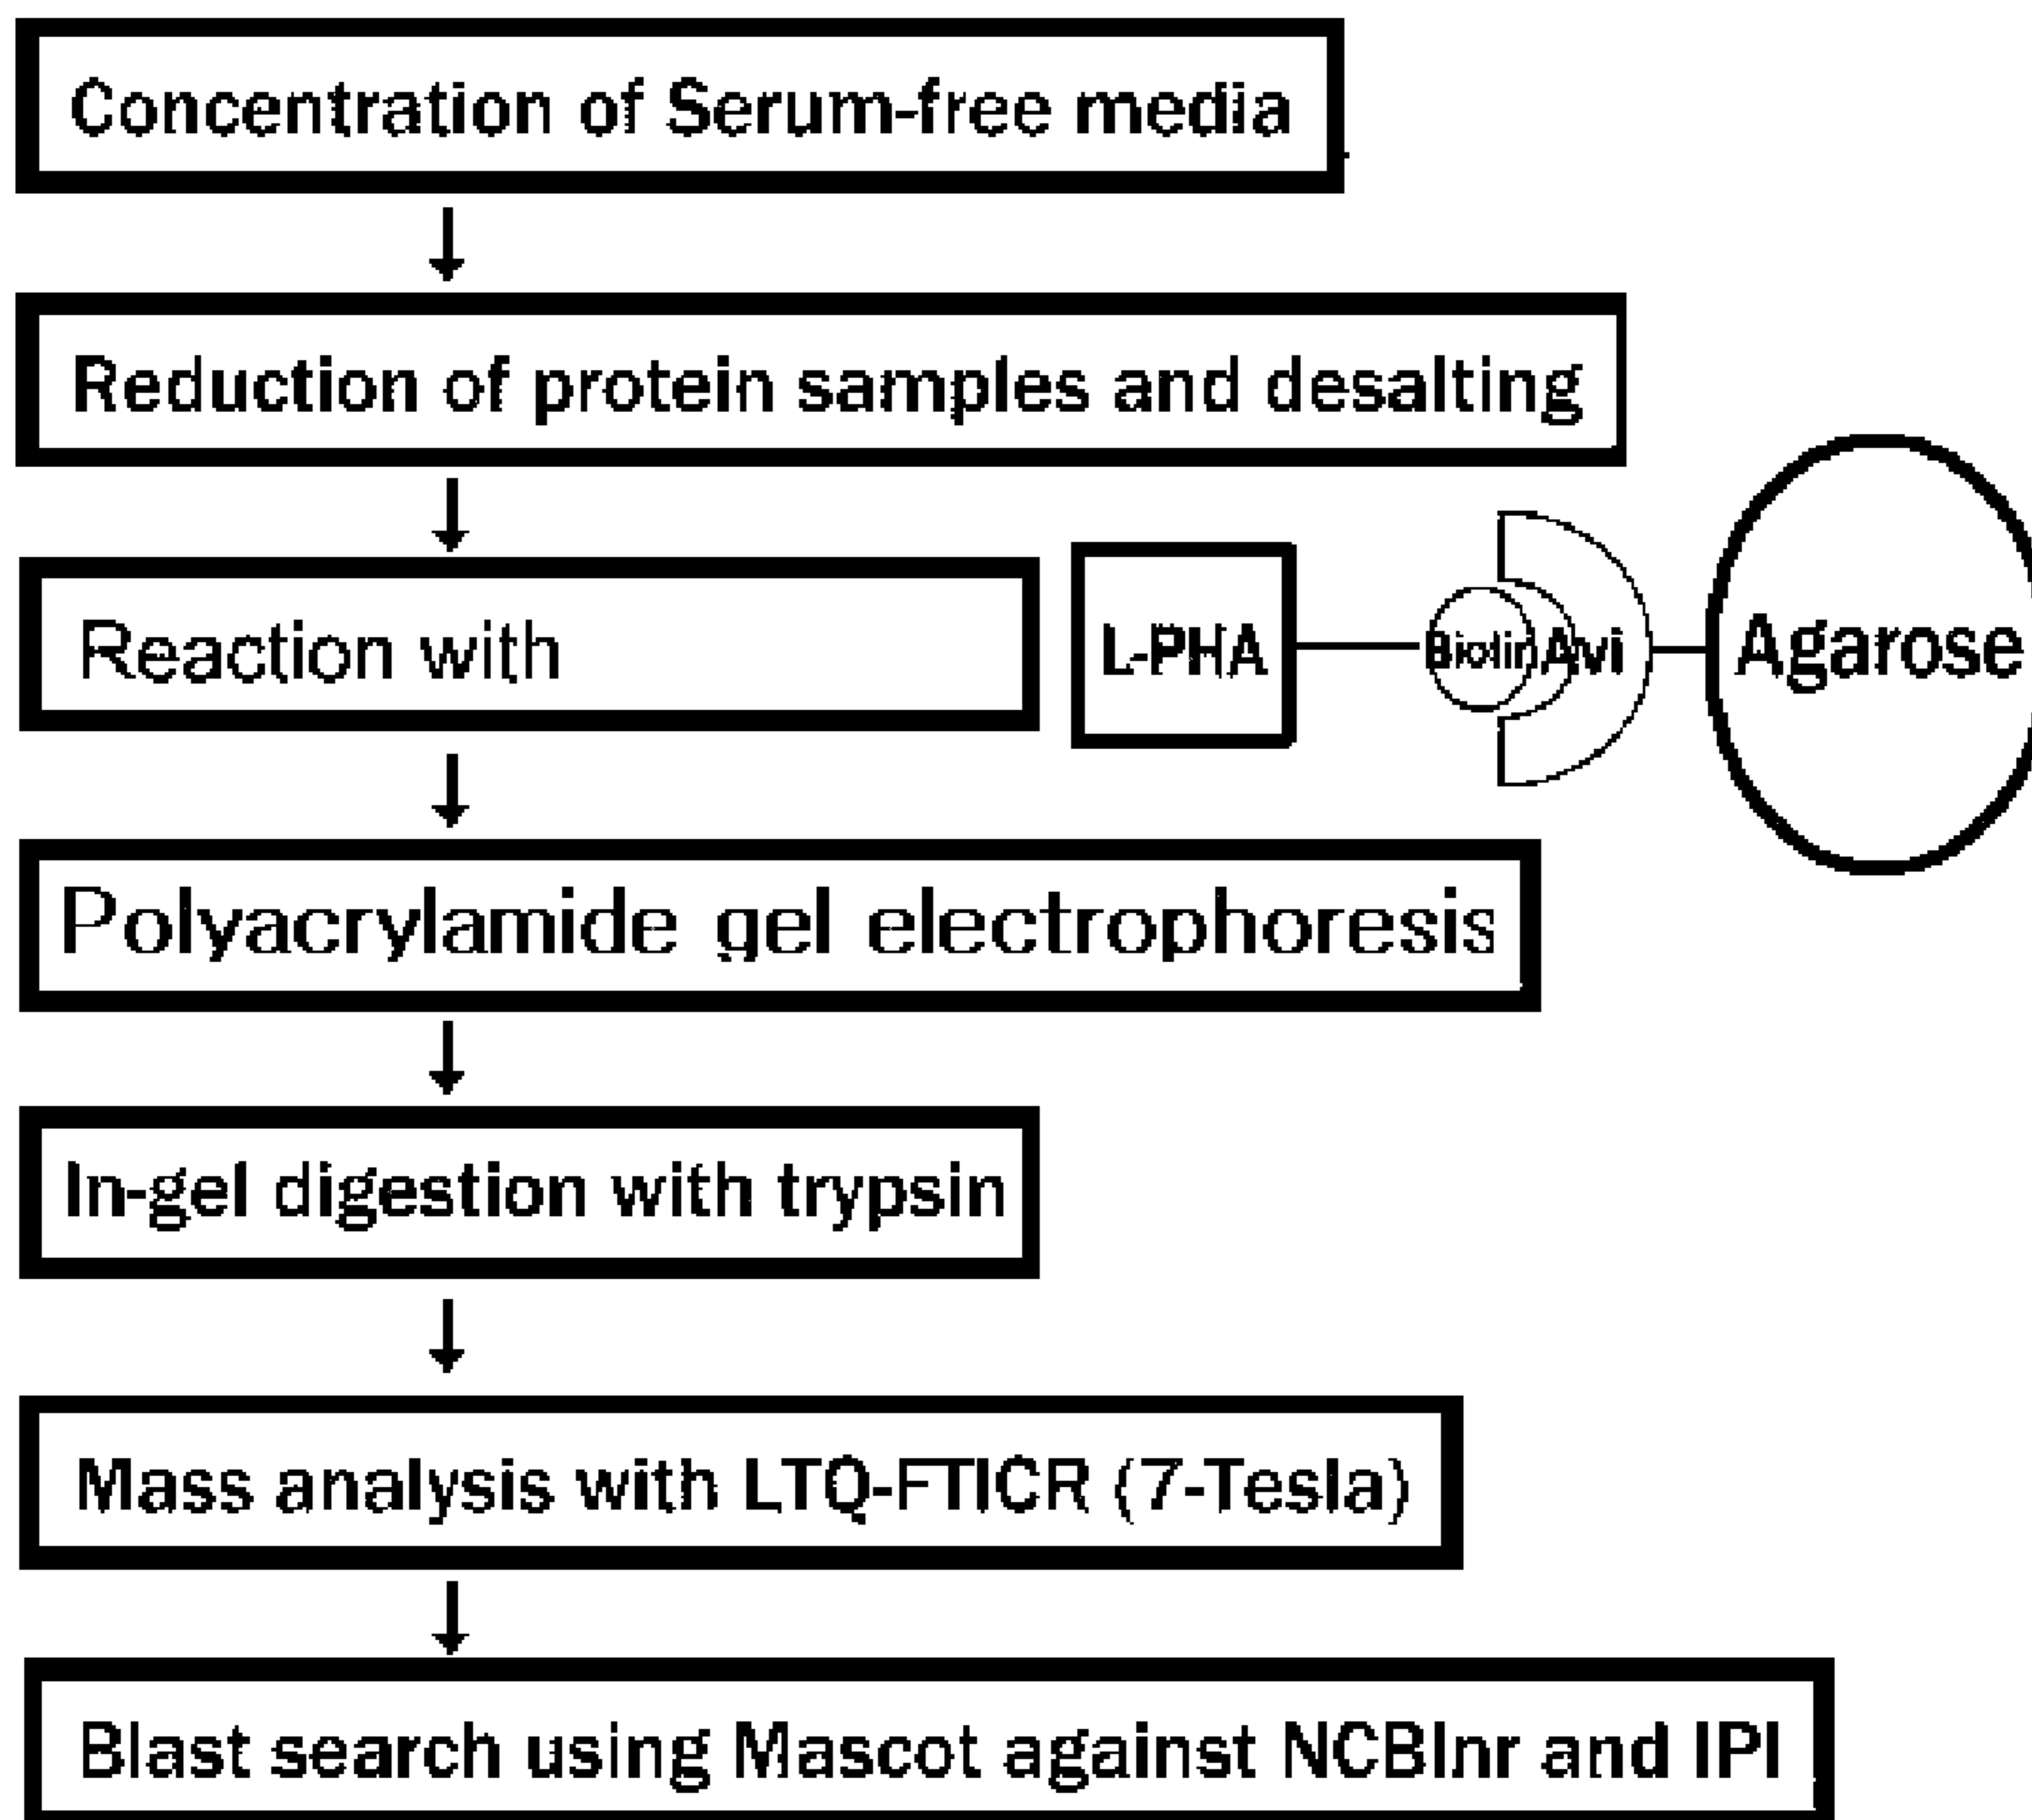 Concentration of Serum-free media
Reduction of protein samples and desalting
Reaction with
L-PHA
Biotin
Avi
Agarose
Polyacrylamide gel electrophoresis
In-gel digestion with trypsin
Mass analysis with LTQ-FTICR (7-Tesla)
Blast search using Mascot against NCBInr and IPI